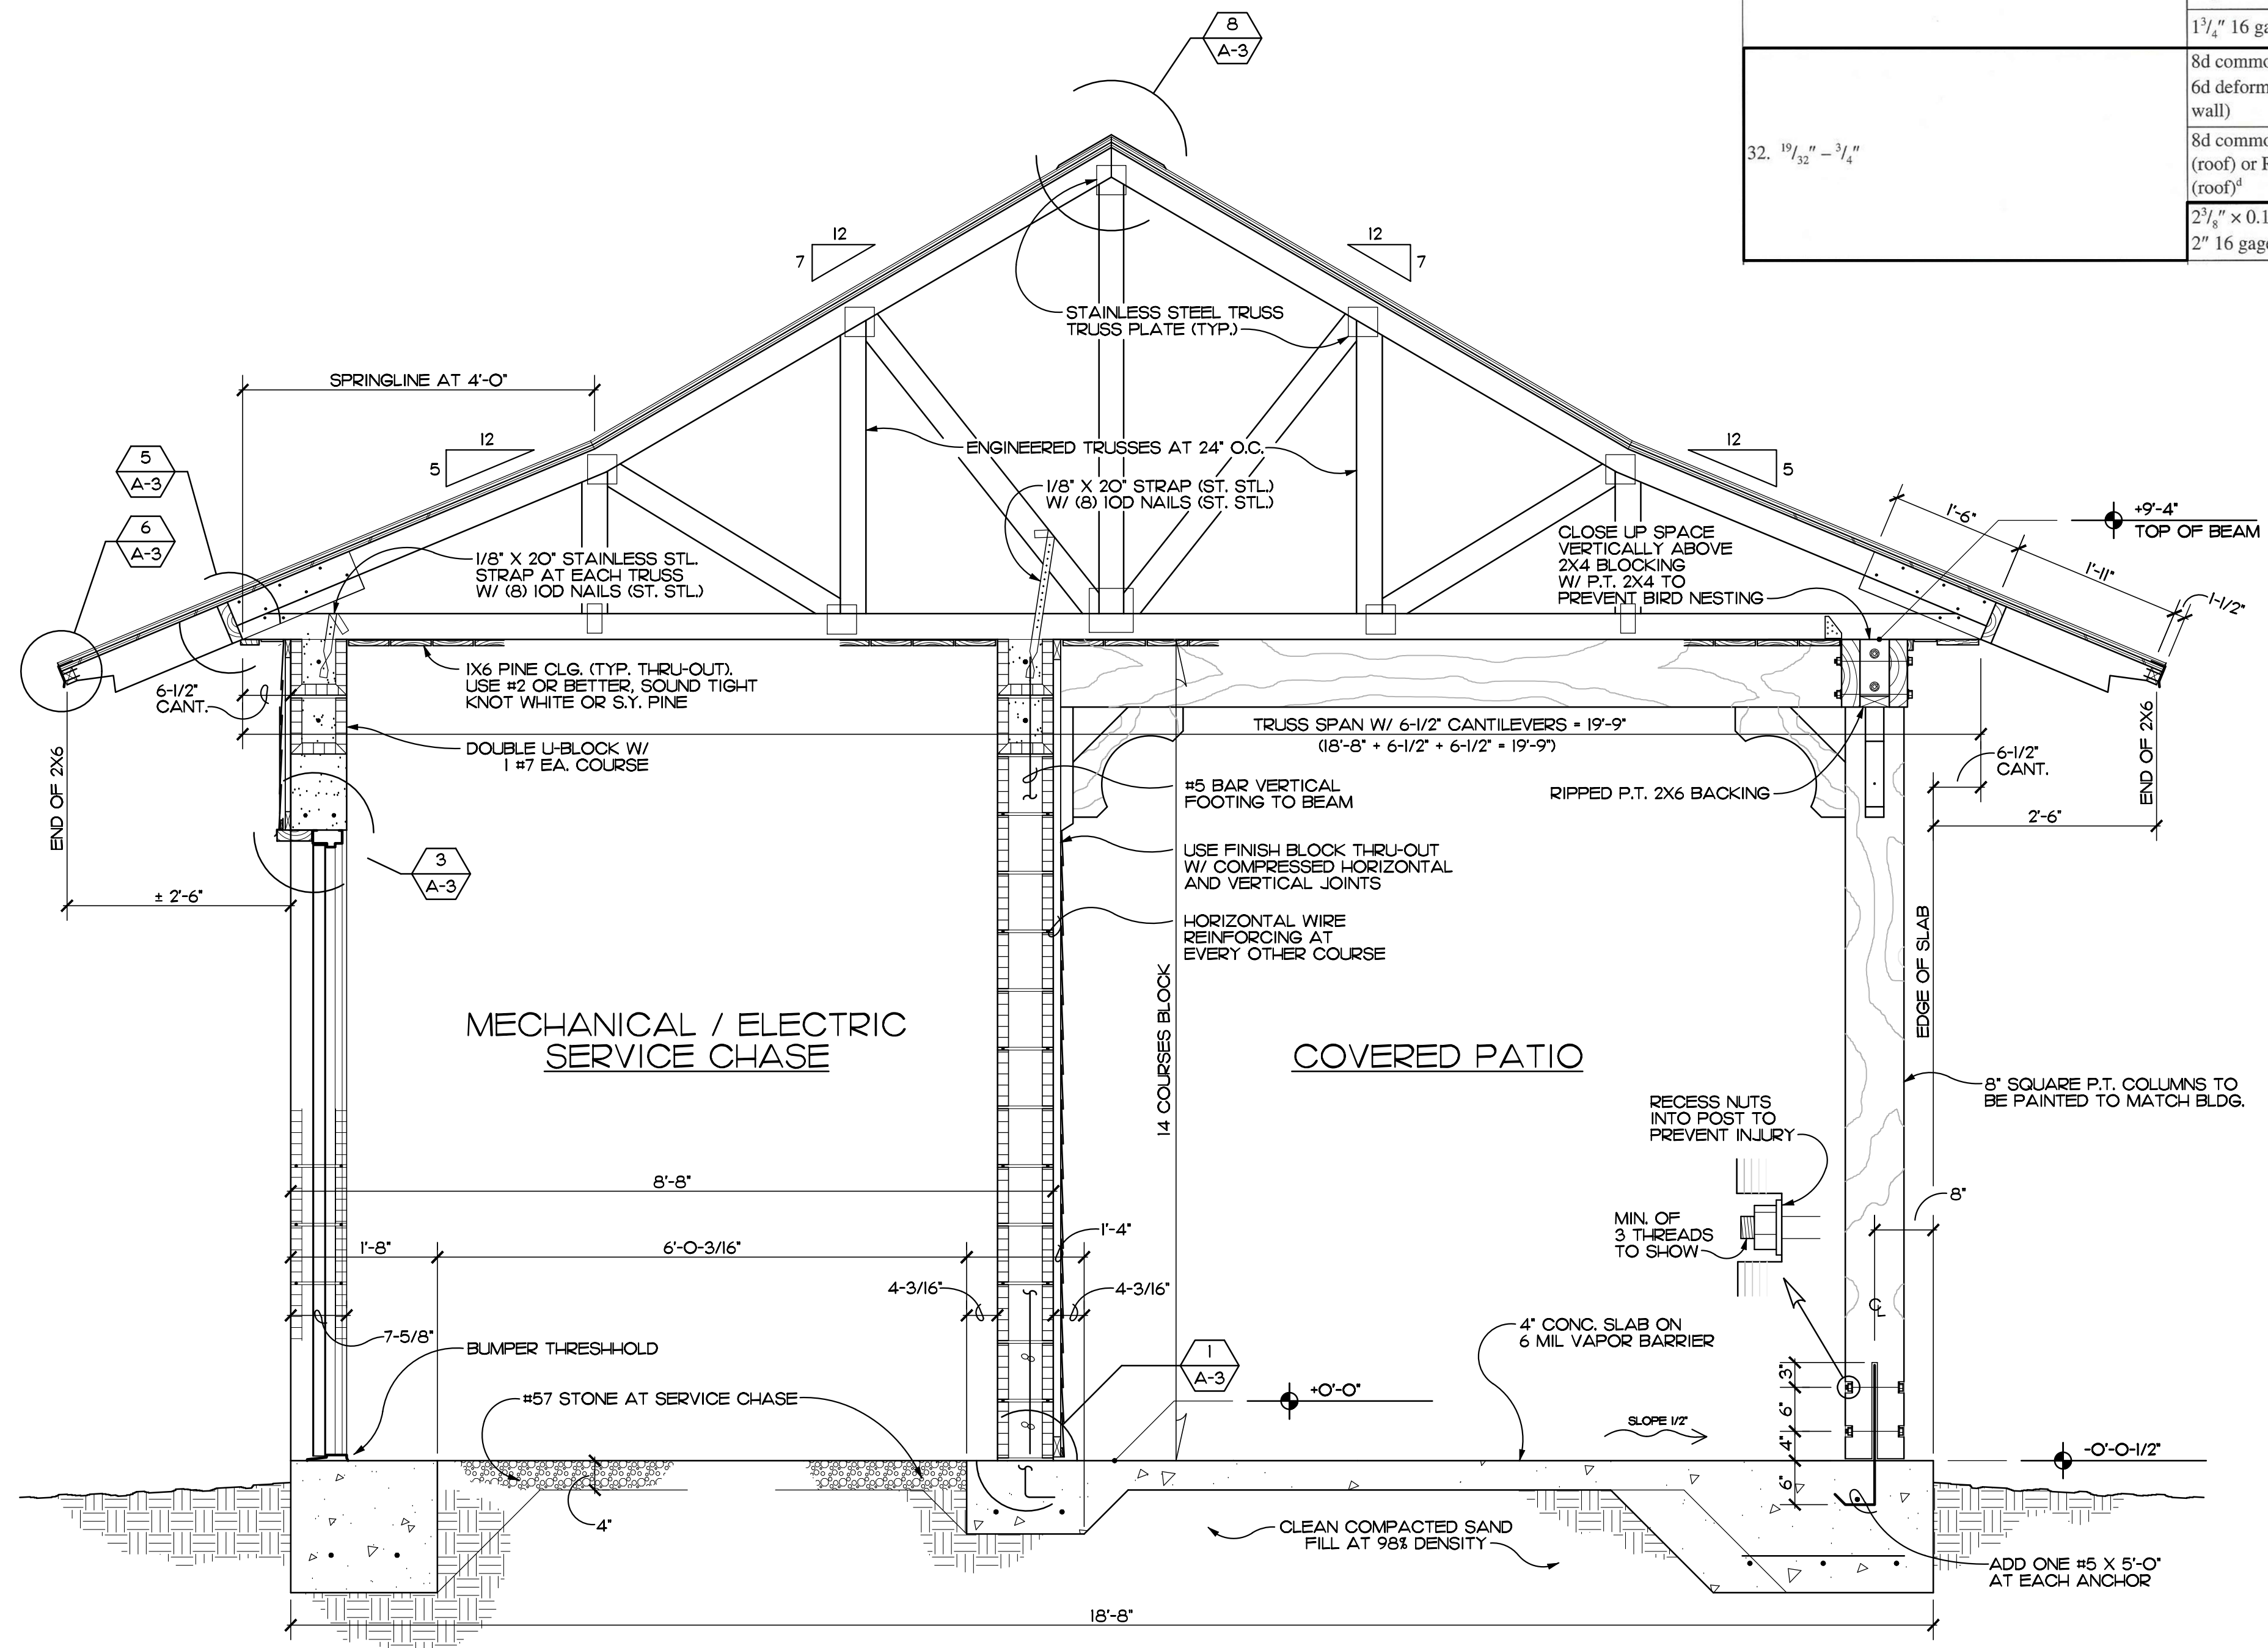 8
A-3
1 3/4" 16 ga
8d commo
6d deform
wall)
32. 19/32" – 3/4"
8d commo
(roof) or R
(roof)d
2 3/8" × 0.1
2" 16 gage
12
7
12
7
STAINLESS STEEL TRUSS
TRUSS PLATE (TYP.)
SPRINGLINE AT 4'-0"
12
5
ENGINEERED TRUSSES AT 24" O.C.
12
5
5
A-3
6
A-3
1/8" X 20" STRAP (ST. STL.)
W/ (8) 10D NAILS (ST. STL.)
1/8" X 20" STAINLESS STL.
STRAP AT EACH TRUSS
W/ (8) 10D NAILS (ST. STL.)
CLOSE UP SPACE
VERTICALLY ABOVE
2X4 BLOCKING
W/ P.T. 2X4 TO
PREVENT BIRD NESTING
1'-6"
1'-11"
1-1/2"
+9'-4"
TOP OF BEAM
6-1/2"
CANT.
1X6 PINE CLG. (TYP. THRU-OUT).
USE #2 OR BETTER, SOUND TIGHT
KNOT WHITE OR S.Y. PINE
DOUBLE U-BLOCK W/
1 #7 EA. COURSE
TRUSS SPAN W/ 6-1/2" CANTILEVERS = 19'-9"
(18'-8" + 6-1/2" + 6-1/2" = 19'-9")
6-1/2"
CANT.
END OF 2X6
END OF 2X6
#5 BAR VERTICAL
FOOTING TO BEAM
RIPPED P.T. 2X6 BACKING
2'-6"
3
A-3
± 2'-6"
USE FINISH BLOCK THRU-OUT
W/ COMPRESSED HORIZONTAL
AND VERTICAL JOINTS
HORIZONTAL WIRE
REINFORCING AT
EVERY OTHER COURSE
14 COURSES BLOCK
EDGE OF SLAB
MECHANICAL / ELECTRIC
SERVICE CHASE
COVERED PATIO
8" SQUARE P.T. COLUMNS TO
BE PAINTED TO MATCH BLDG.
RECESS NUTS
INTO POST TO
PREVENT INJURY
MIN. OF
3 THREADS
TO SHOW
8'-8"
8"
1'-8"
6'-0-3/16"
1'-4"
4-3/16"
4-3/16"
7-5/8"
CL
BUMPER THRESHHOLD
1
A-3
4" CONC. SLAB ON
6 MIL VAPOR BARRIER
3"
6"
4"
6"
#57 STONE AT SERVICE CHASE
+0'-0"
SLOPE 1/2"
-0'-0-1/2"
4"
CLEAN COMPACTED SAND
FILL AT 98% DENSITY
ADD ONE #5 X 5'-0"
AT EACH ANCHOR
18'-8"